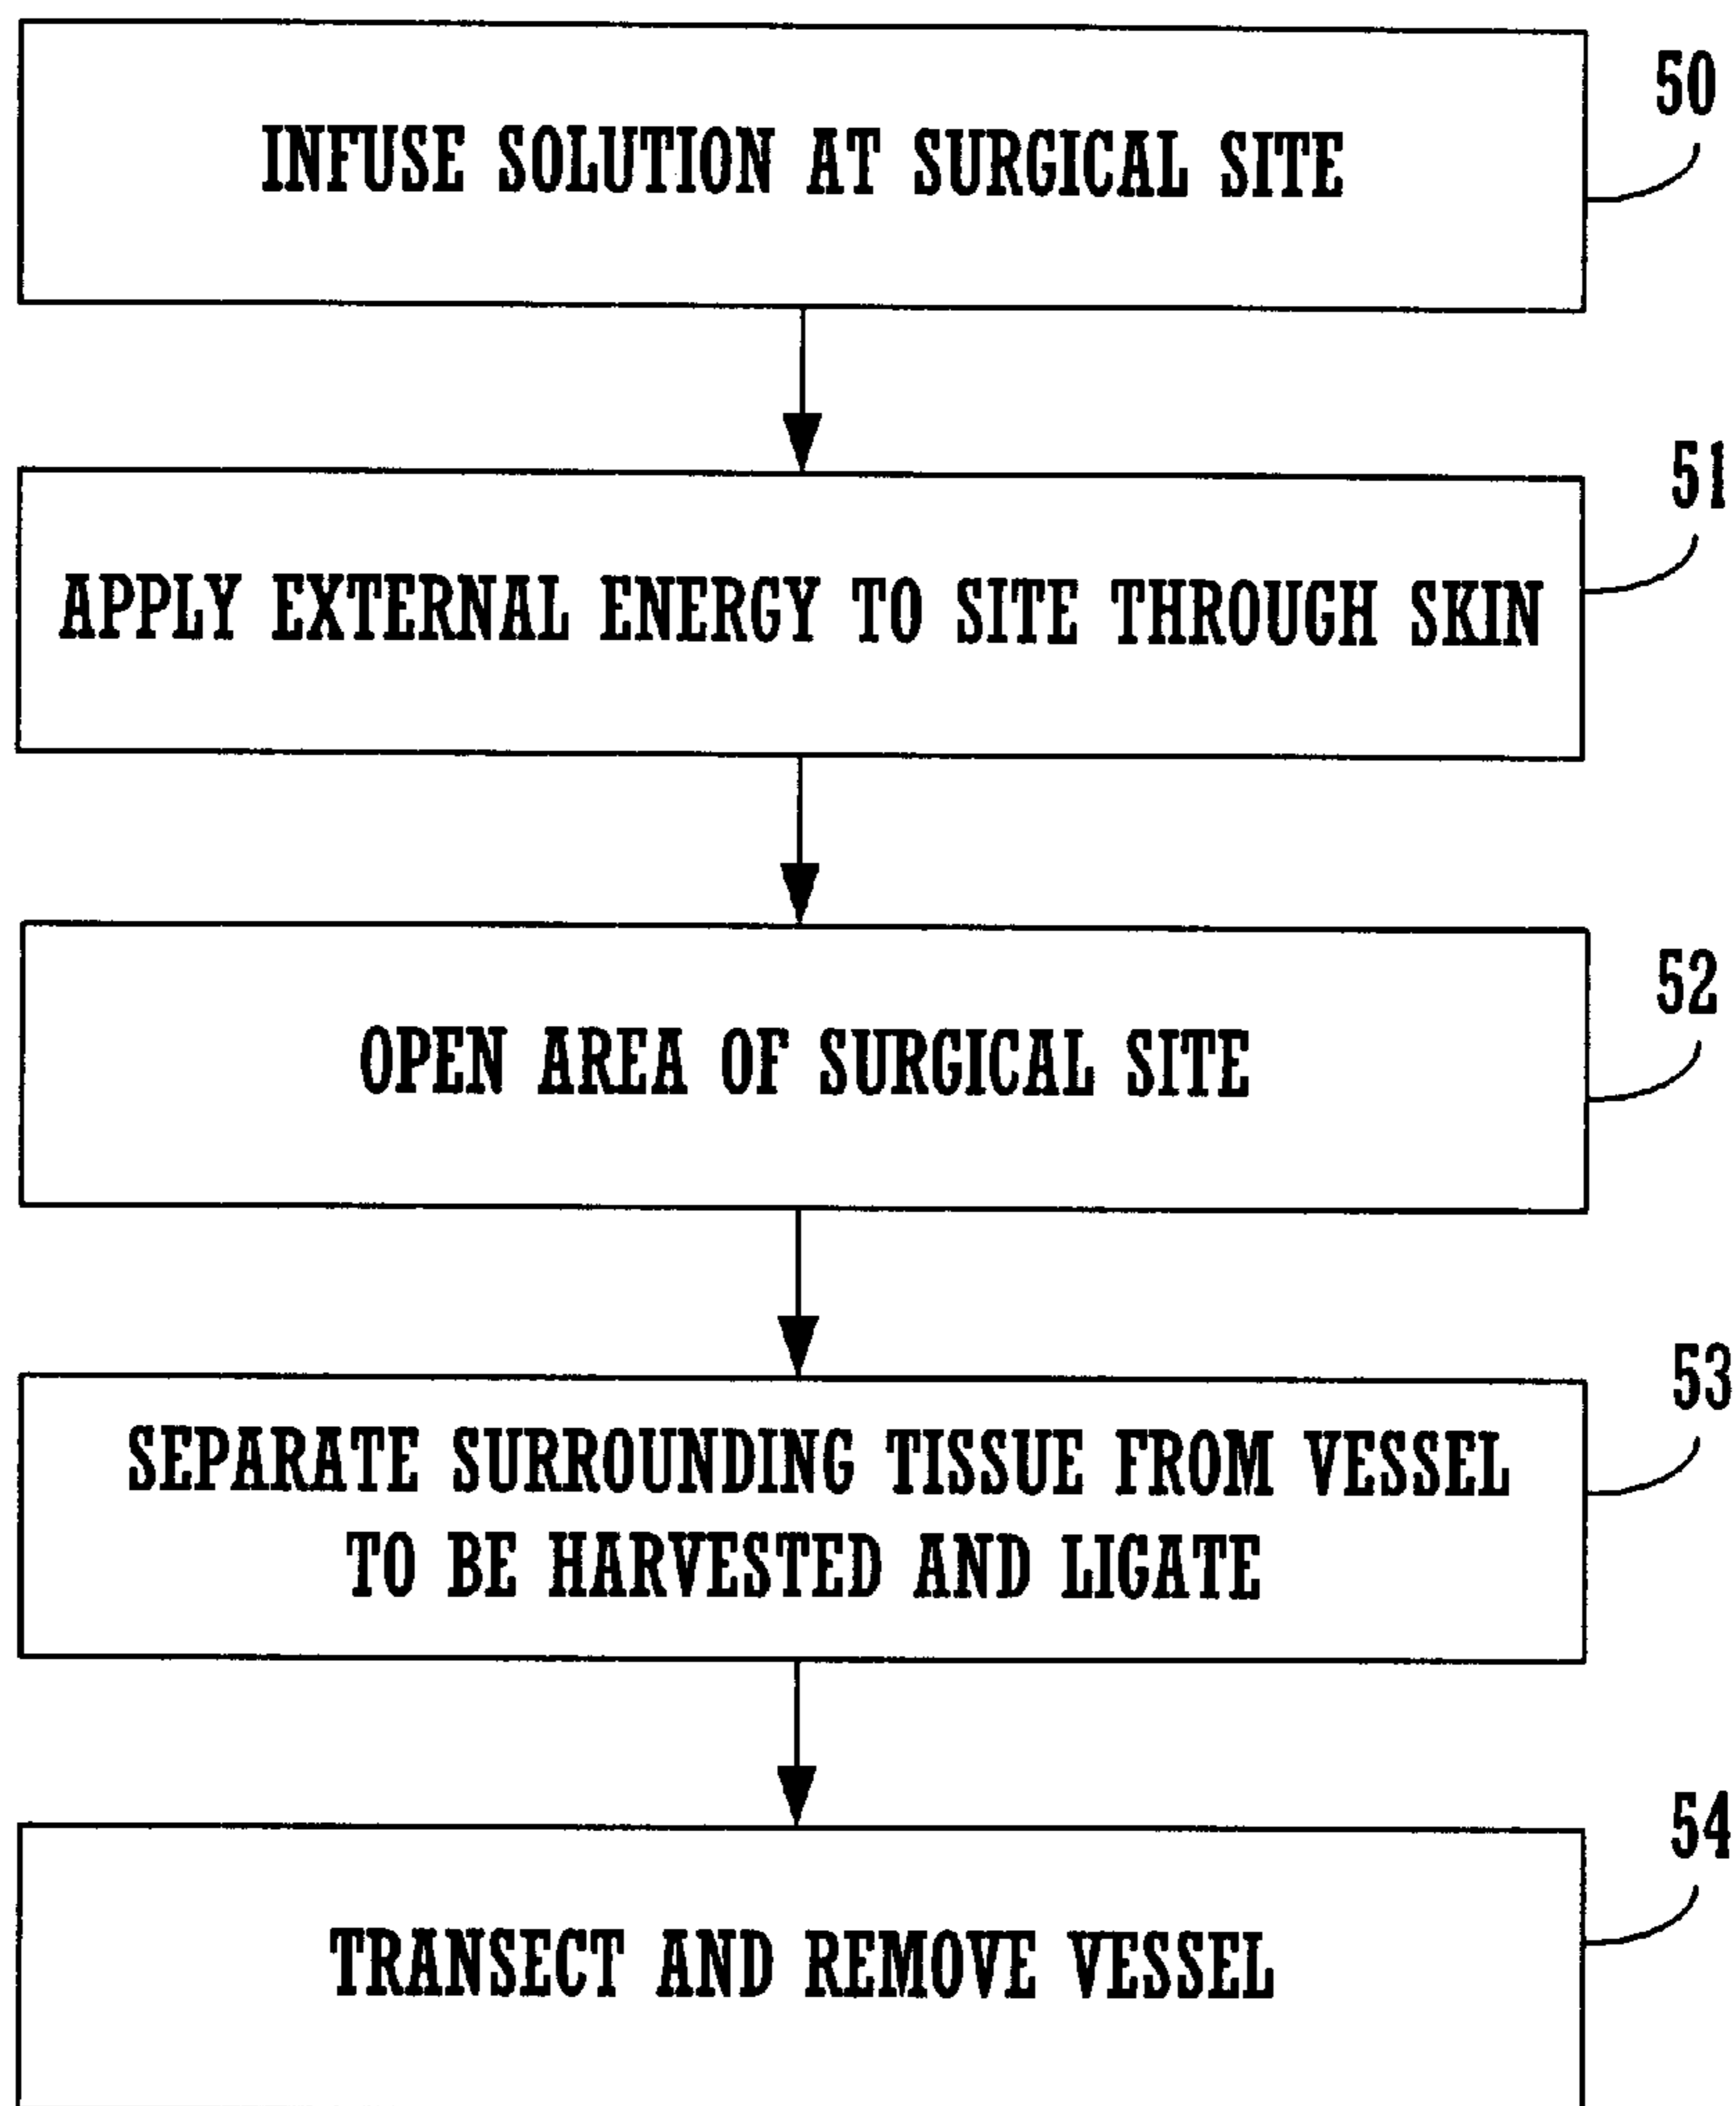 50
INFUSE SOLUTION AT SURGICAL SITE
51
APPLY EXTERNAL ENERGY TO SITE THROUGH SKIN
52
OPEN AREA OF SURGICAL SITE
53
SEPARATE SURROUNDING TISSUE FROM VESSEL
TO BE HARVESTED AND LIGATE
54
TRANSECT AND REMOVE VESSEL